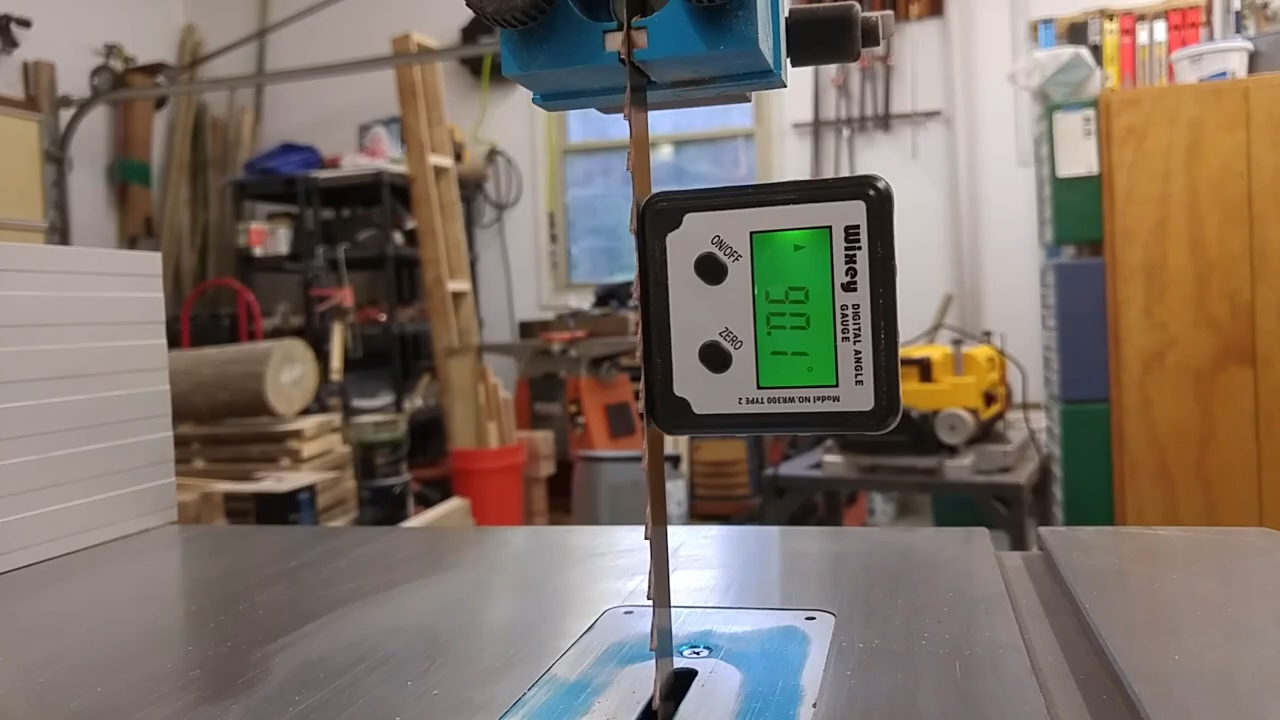 Wixey
DIGITAL ANGLE
GAUGE
90.1°
ON/OFF
ZERO
Model NO.WR300 TYPE 2